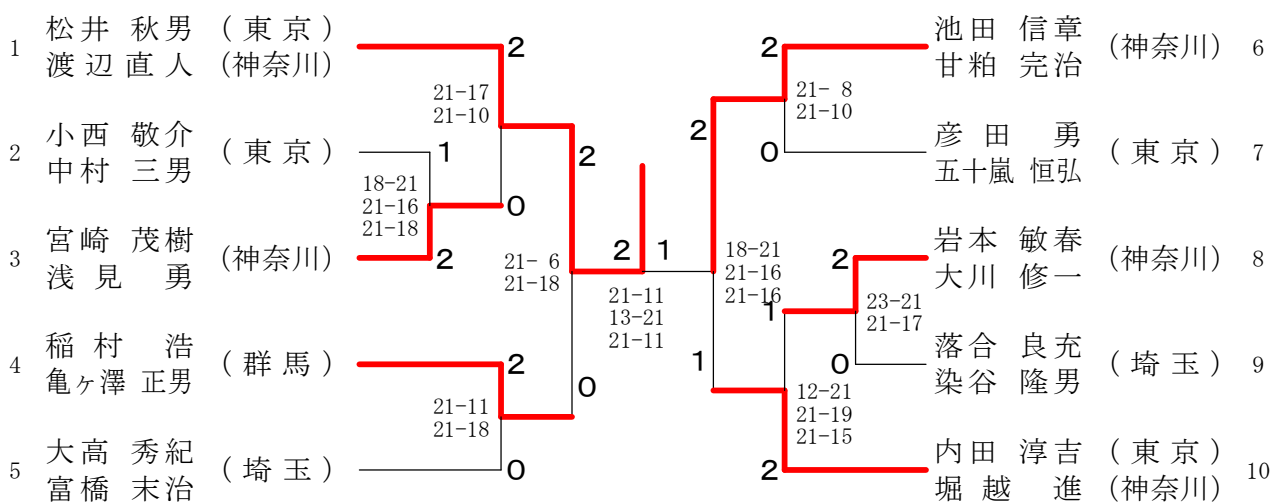 1 松井 秋男 (東京)
渡辺直人 (神奈川)
2
21-17
21-10
2 小西 敬介
中村 三男 (東京)
1
18-21
21-16
21-18
0
3 宮崎 茂樹
浅見 勇 (神奈川)
2
2
21- 6
21-18
4 稲村 浩
亀ヶ澤 正男 (群馬)
2
21-11
21-18
0
5 大高 秀紀
富橋 末治 (埼玉)
0
2 1
21-11
13-21
21-11
池田 信章
甘粕 完治 (神奈川) 6
2
21- 8
21-10
2
0
彦田 勇
五十嵐 恒弘 (東京) 7
18-21
21-16
21-16
岩本 敏春
大川 修一 (神奈川) 8
2
23-21
21-17
1
0
落合 良充
染谷 隆男 (埼玉) 9
1
12-21
21-19
21-15
2
内田 淳吉 (東京)
堀越 進 (神奈川) 10